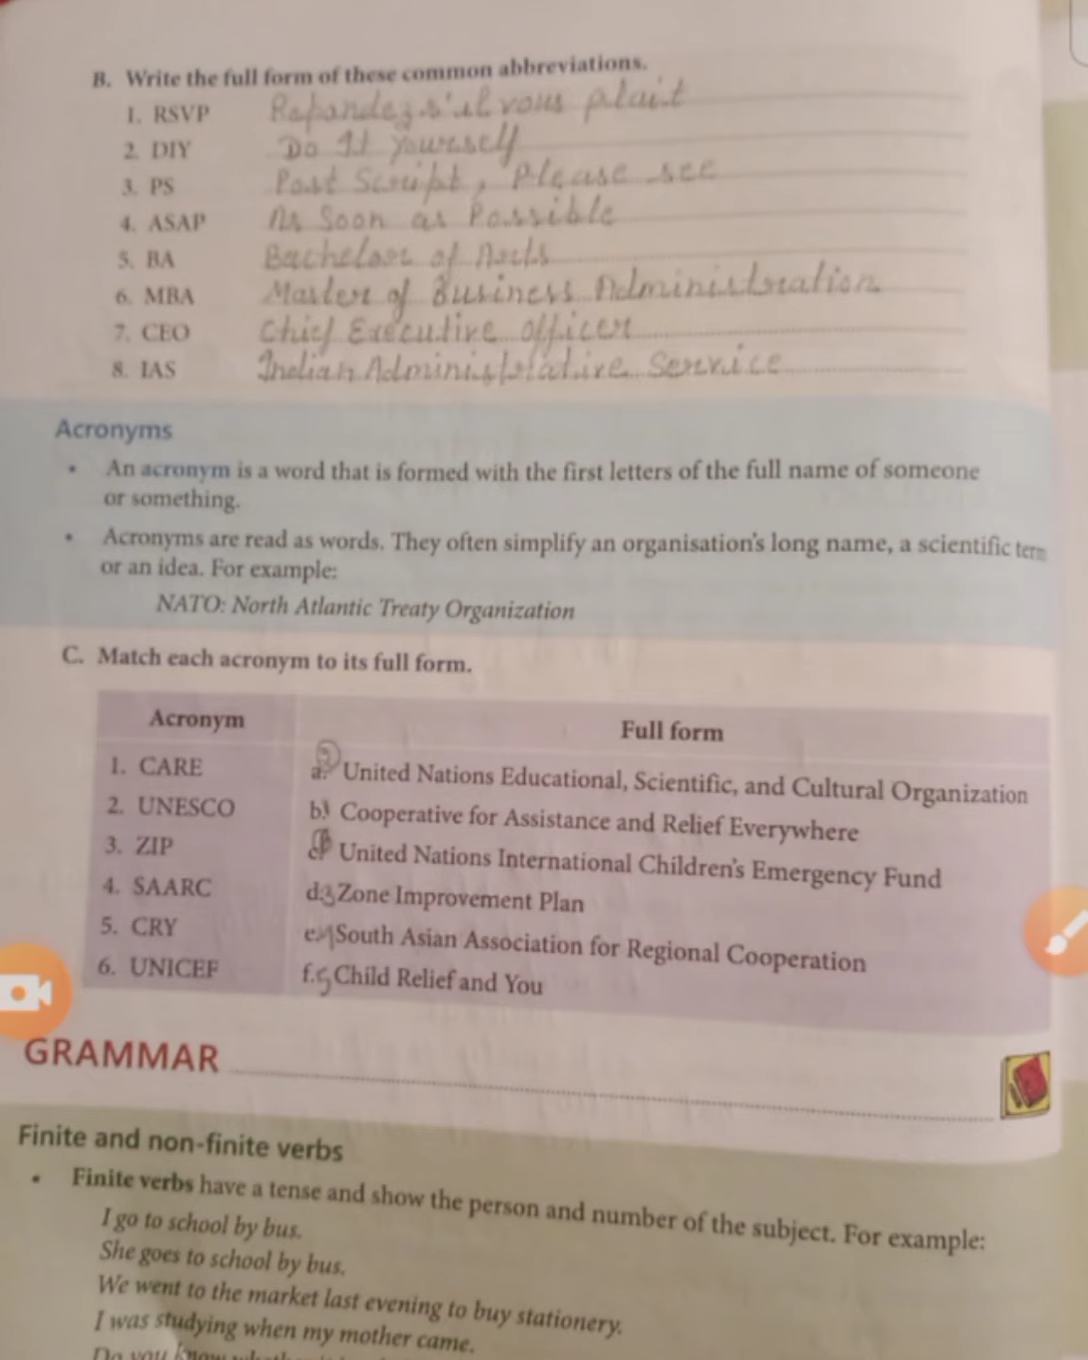 B. Write the full form of these common abbreviations.
1. RSVP Repondez s'il vous plait
2. DIY Do It Yourself
3. PS Post Script, Please see
4. ASAP As Soon as Possible
5. BA Bachelor of Arts
6. MBA Master of Business Administration
7. CEO Chief Executive officer
8. IAS Indian Administrative Service
Acronyms
• An acronym is a word that is formed with the first letters of the full name of someone
or something.
• Acronyms are read as words. They often simplify an organisation's long name, a scientific term
or an idea. For example:
NATO: North Atlantic Treaty Organization
C. Match each acronym to its full form.
Acronym Full form
1. CARE a. United Nations Educational, Scientific, and Cultural Organization
2. UNESCO b. Cooperative for Assistance and Relief Everywhere
3. ZIP c. United Nations International Children's Emergency Fund
4. SAARC d. 3 Zone Improvement Plan
5. CRY e. 4 South Asian Association for Regional Cooperation
6. UNICEF f. 5 Child Relief and You
GRAMMAR
Finite and non-finite verbs
• Finite verbs have a tense and show the person and number of the subject. For example:
I go to school by bus.
She goes to school by bus.
We went to the market last evening to buy stationery.
I was studying when my mother came.
Do you know